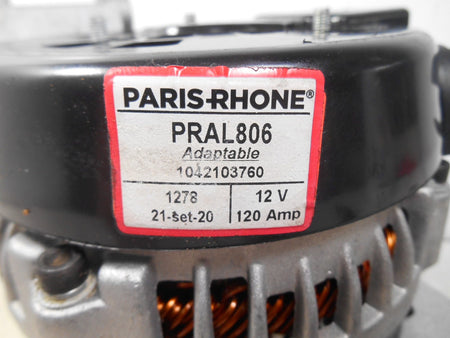 PARIS-RHONE®
PRAL806
Adaptable
1042103760
1278 12 V
21-set-20 120 Amp